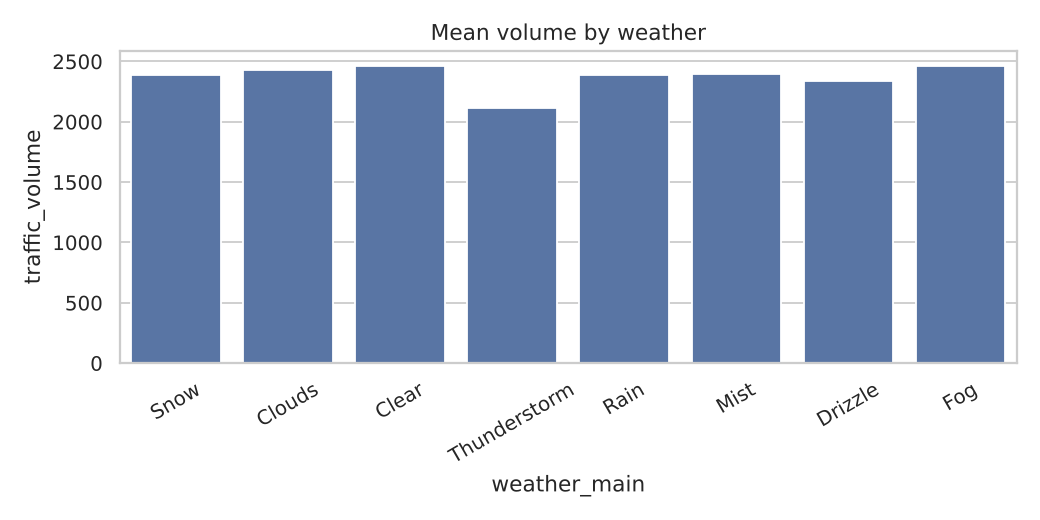 Mean volume by weather
traffic_volume
2500
2000
1500
1000
500
0
Snow
Clouds
Clear
Thunderstorm
Rain
Mist
Drizzle
Fog
weather_main